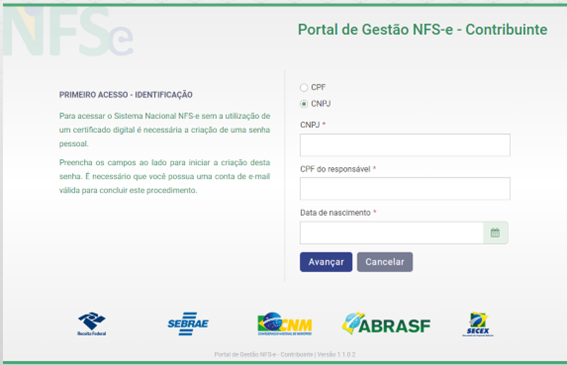 NFSe
Portal de Gestão NFS-e - Contribuinte
PRIMEIRO ACESSO - IDENTIFICAÇÃO
Para acessar o Sistema Nacional NFS-e sem a utilização de
um certificado digital é necessária a criação de uma senha
pessoal.
Preencha os campos ao lado para iniciar a criação desta
senha. É necessário que você possua uma conta de e-mail
válida para concluir este procedimento.
CPF
CNPJ
CNPJ *
CPF do responsável *
Data de nascimento *
Avançar Cancelar
Receita Federal
SEBRAE
CNM
ABRASF
SECEX
Portal de Gestão NFS-e - Contribuinte | Versão 1.1.0.2